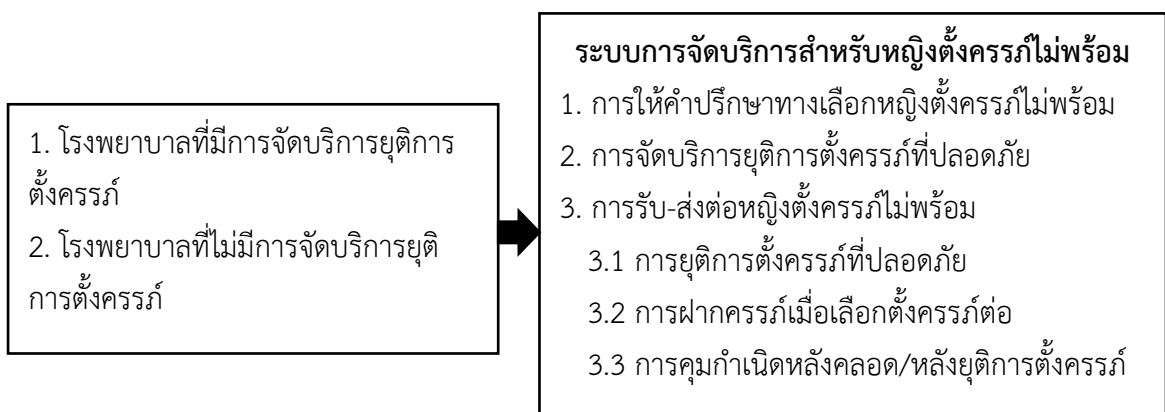 1. โรงพยาบาลที่มีการจัดบริการยุติการ
ตั้งครรภ์
2. โรงพยาบาลที่ไม่มีการจัดบริการยุติ
การตั้งครรภ์
ระบบการจัดบริการสำหรับหญิงตั้งครรภ์ไม่พร้อม
1. การให้คำปรึกษาทางเลือกหญิงตั้งครรภ์ไม่พร้อม
2. การจัดบริการยุติการตั้งครรภ์ที่ปลอดภัย
3. การรับ-ส่งต่อหญิงตั้งครรภ์ไม่พร้อม
3.1 การยุติการตั้งครรภ์ที่ปลอดภัย
3.2 การฝากครรภ์เมื่อเลือกตั้งครรภ์ต่อ
3.3 การคุมกำเนิดหลังคลอด/หลังยุติการตั้งครรภ์